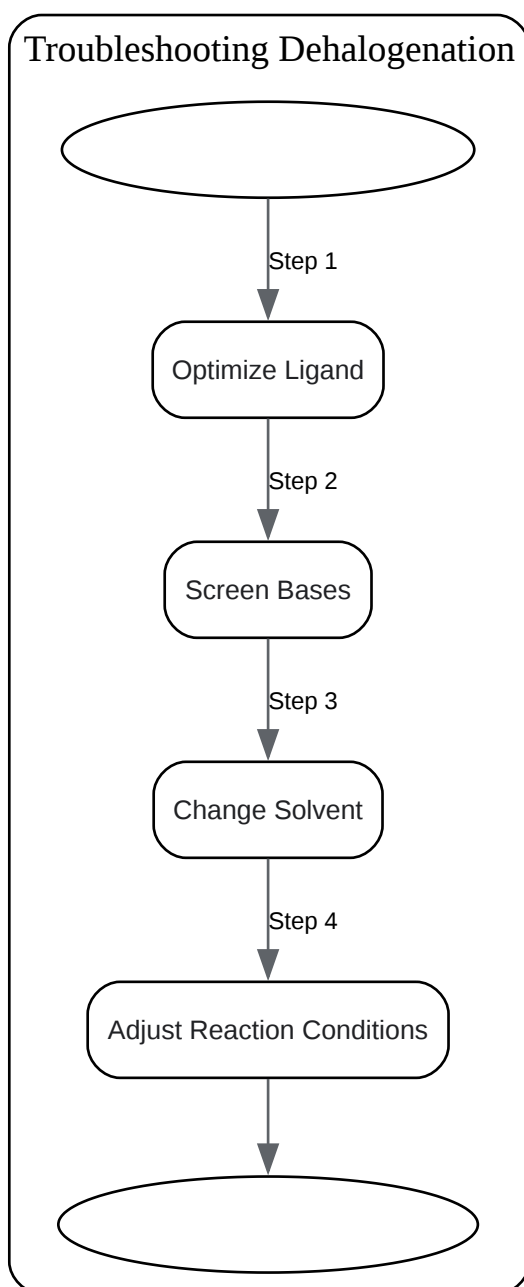 Troubleshooting Dehalogenation
Step 1
Optimize Ligand
Step 2
Screen Bases
Step 3
Change Solvent
Step 4
Adjust Reaction Conditions